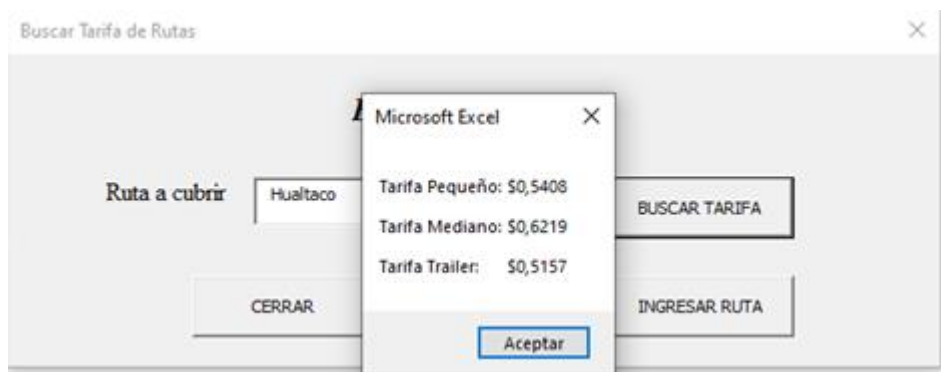 Buscar Tarifa de Rutas
Microsoft Excel
Tarifa Pequeño: $0,5408
Ruta a cubrir
Hualtaco
BUSCAR TARIFA
Tarifa Mediano: $0,6219
Tarifa Trailer: $0,5157
CERRAR
INGRESAR RUTA
Aceptar